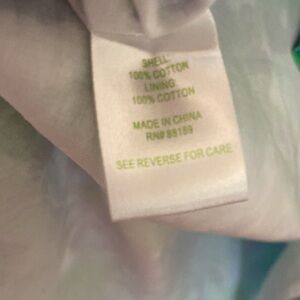 SHELL
100% COTTON
LINING
100% COTTON
MADE IN CHINA
RN# 88189
SEE REVERSE FOR CARE